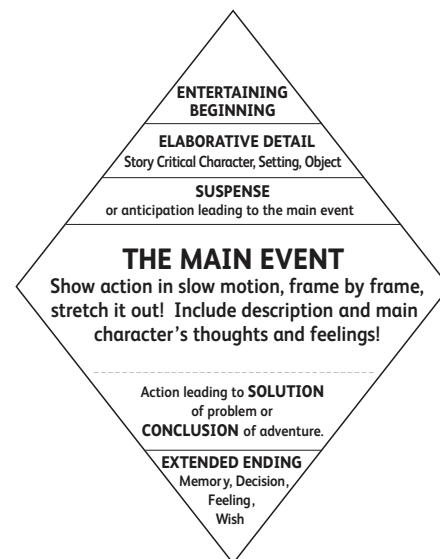 ENTERTAINING
BEGINNING
ELABORATIVE DETAIL
Story Critical Character, Setting, Object
SUSPENSE
or anticipation leading to the main event
THE MAIN EVENT
Show action in slow motion, frame by frame,
stretch it out! Include description and main
character’s thoughts and feelings!
Action leading to SOLUTION
of problem or
CONCLUSION of adventure.
EXTENDED ENDING
Memory, Decision,
Feeling,
Wish